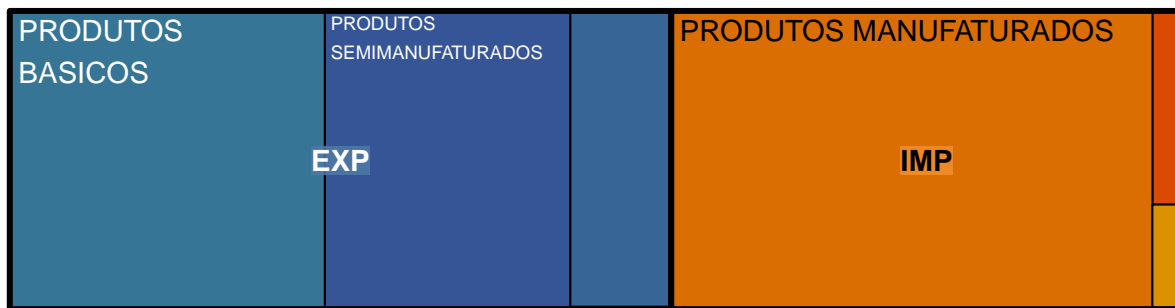 PRODUTOS
BASICOS
PRODUTOS
SEMIMANUFATURADOS
EXP
PRODUTOS MANUFATURADOS
IMP